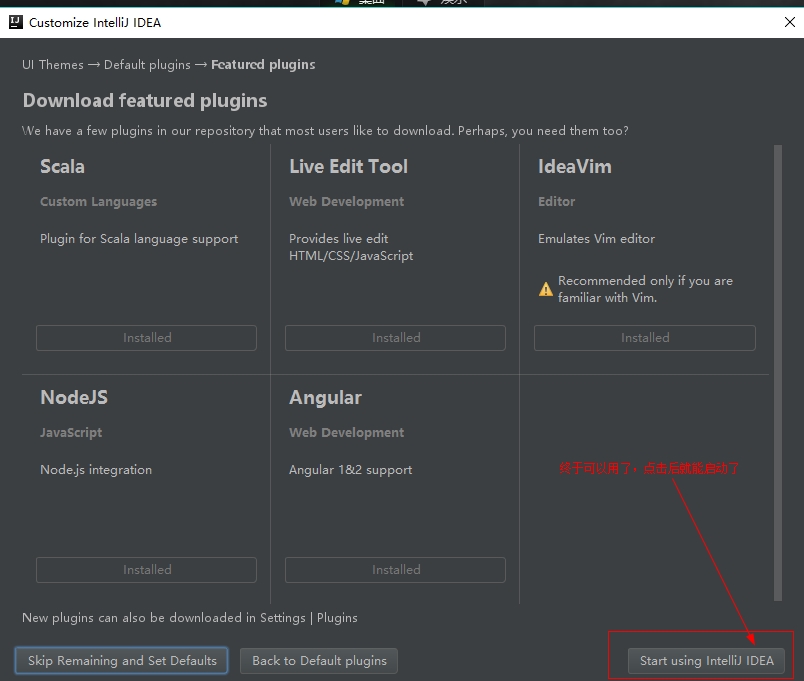 Customize IntelliJ IDEA
UI Themes → Default plugins → Featured plugins
Download featured plugins
We have a few plugins in our repository that most users like to download. Perhaps, you need them too?
Scala
Custom Languages
Plugin for Scala language support
Installed
Live Edit Tool
Web Development
Provides live edit
HTML/CSS/JavaScript
Installed
IdeaVim
Editor
Emulates Vim editor
Recommended only if you are
familiar with Vim.
Installed
NodeJS
JavaScript
Node.js integration
Installed
Angular
Web Development
Angular 1&2 support
Installed
终于可以用了，点击后就能启动了
New plugins can also be downloaded in Settings | Plugins
Skip Remaining and Set Defaults
Back to Default plugins
Start using IntelliJ IDEA